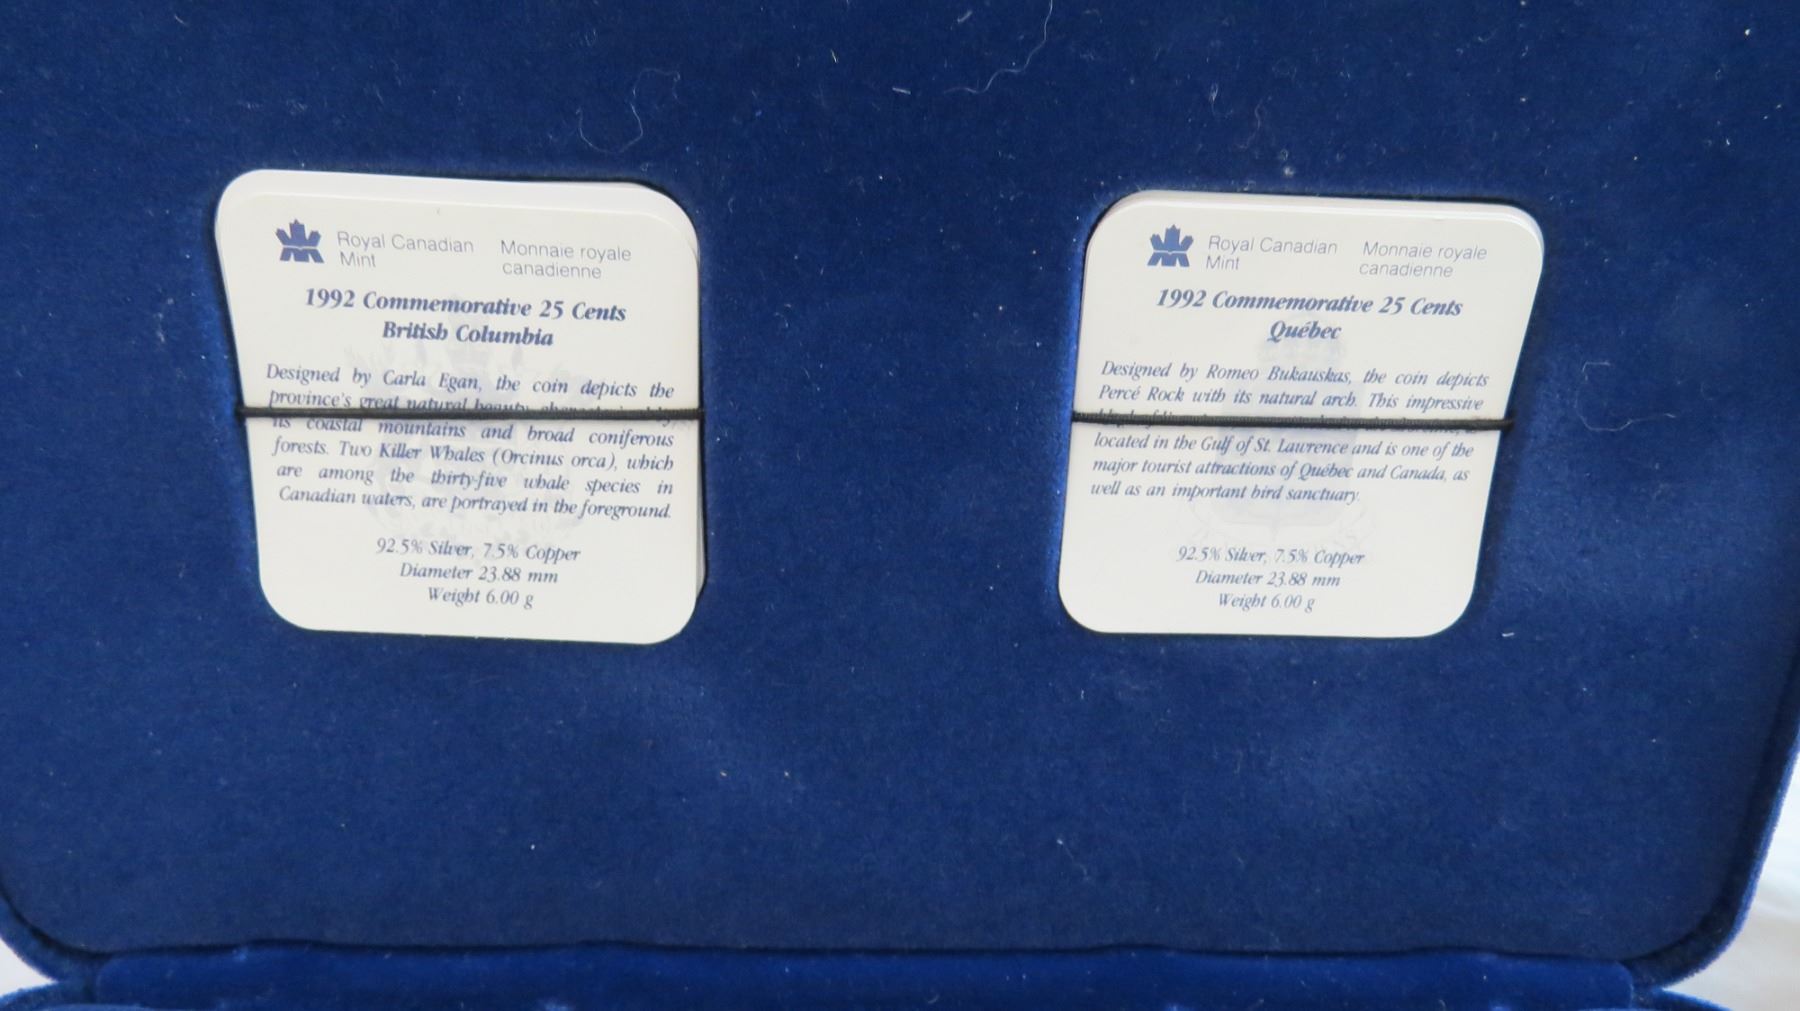 Royal Canadian
Mint
Monnaie royale
canadienne
1992 Commemorative 25 Cents
British Columbia
Designed by Carla Egan, the coin depicts the
province's great natural beauty
its coastal mountains and broad coniferous
forests. Two Killer Whales (Orcinus orca), which
are among the thirty-five whale species in
Canadian waters, are portrayed in the foreground.
92.5% Silver, 7.5% Copper
Diameter 23.88 mm
Weight 6.00 g
Royal Canadian
Mint
Monnaie royale
canadienne
1992 Commemorative 25 Cents
Québec
Designed by Romeo Bukauskas, the coin depicts
Percé Rock with its natural arch. This impressive
located in the Gulf of St. Lawrence and is one of the
major tourist attractions of Québec and Canada, as
well as an important bird sanctuary.
92.5% Silver, 7.5% Copper
Diameter 23.88 mm
Weight 6.00 g